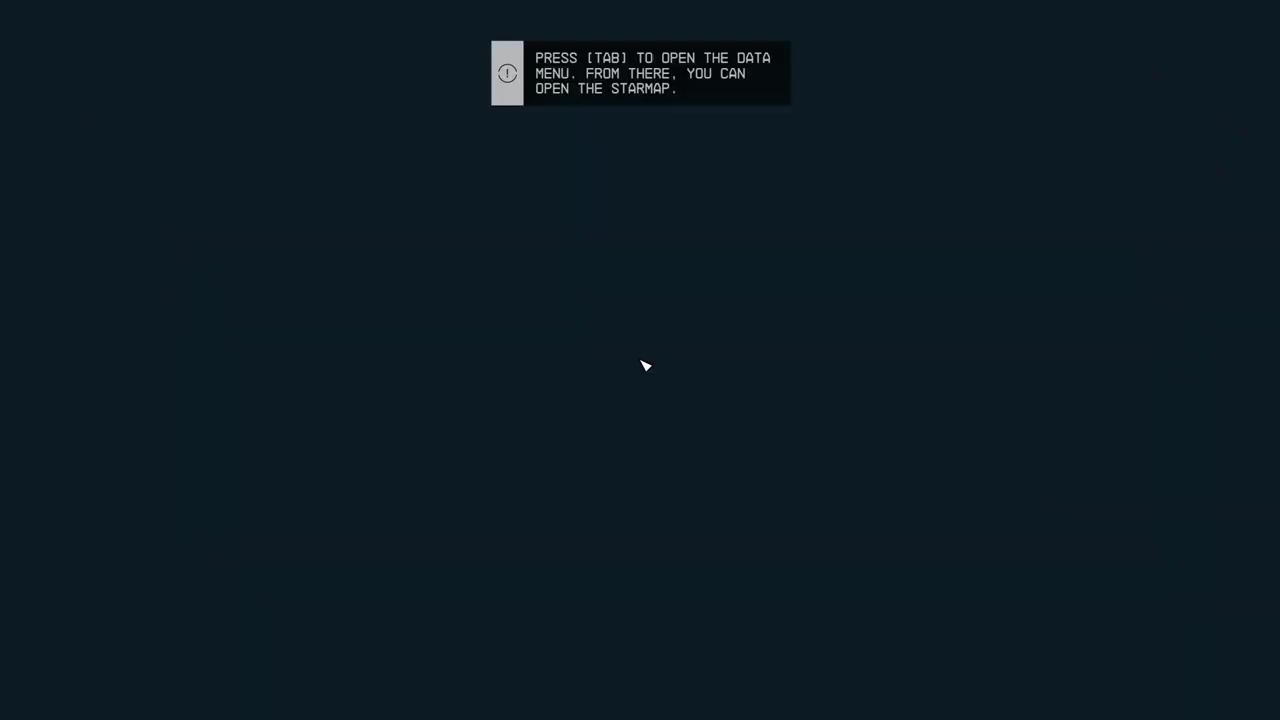 PRESS [TAB] TO OPEN THE DATA
MENU. FROM THERE, YOU CAN
OPEN THE STARMAP.